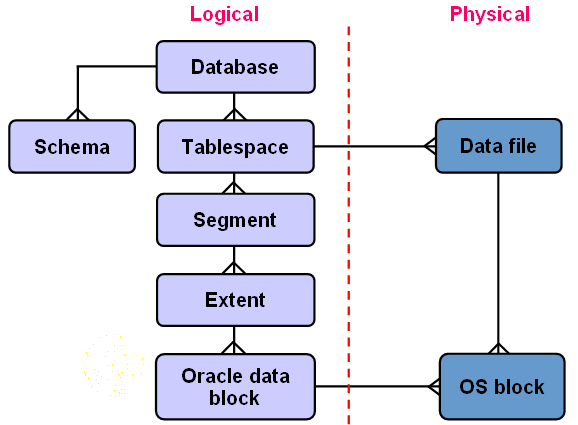 Logical
Physical
Database
Schema
Tablespace
Data file
Segment
Extent
Oracle data
block
OS block